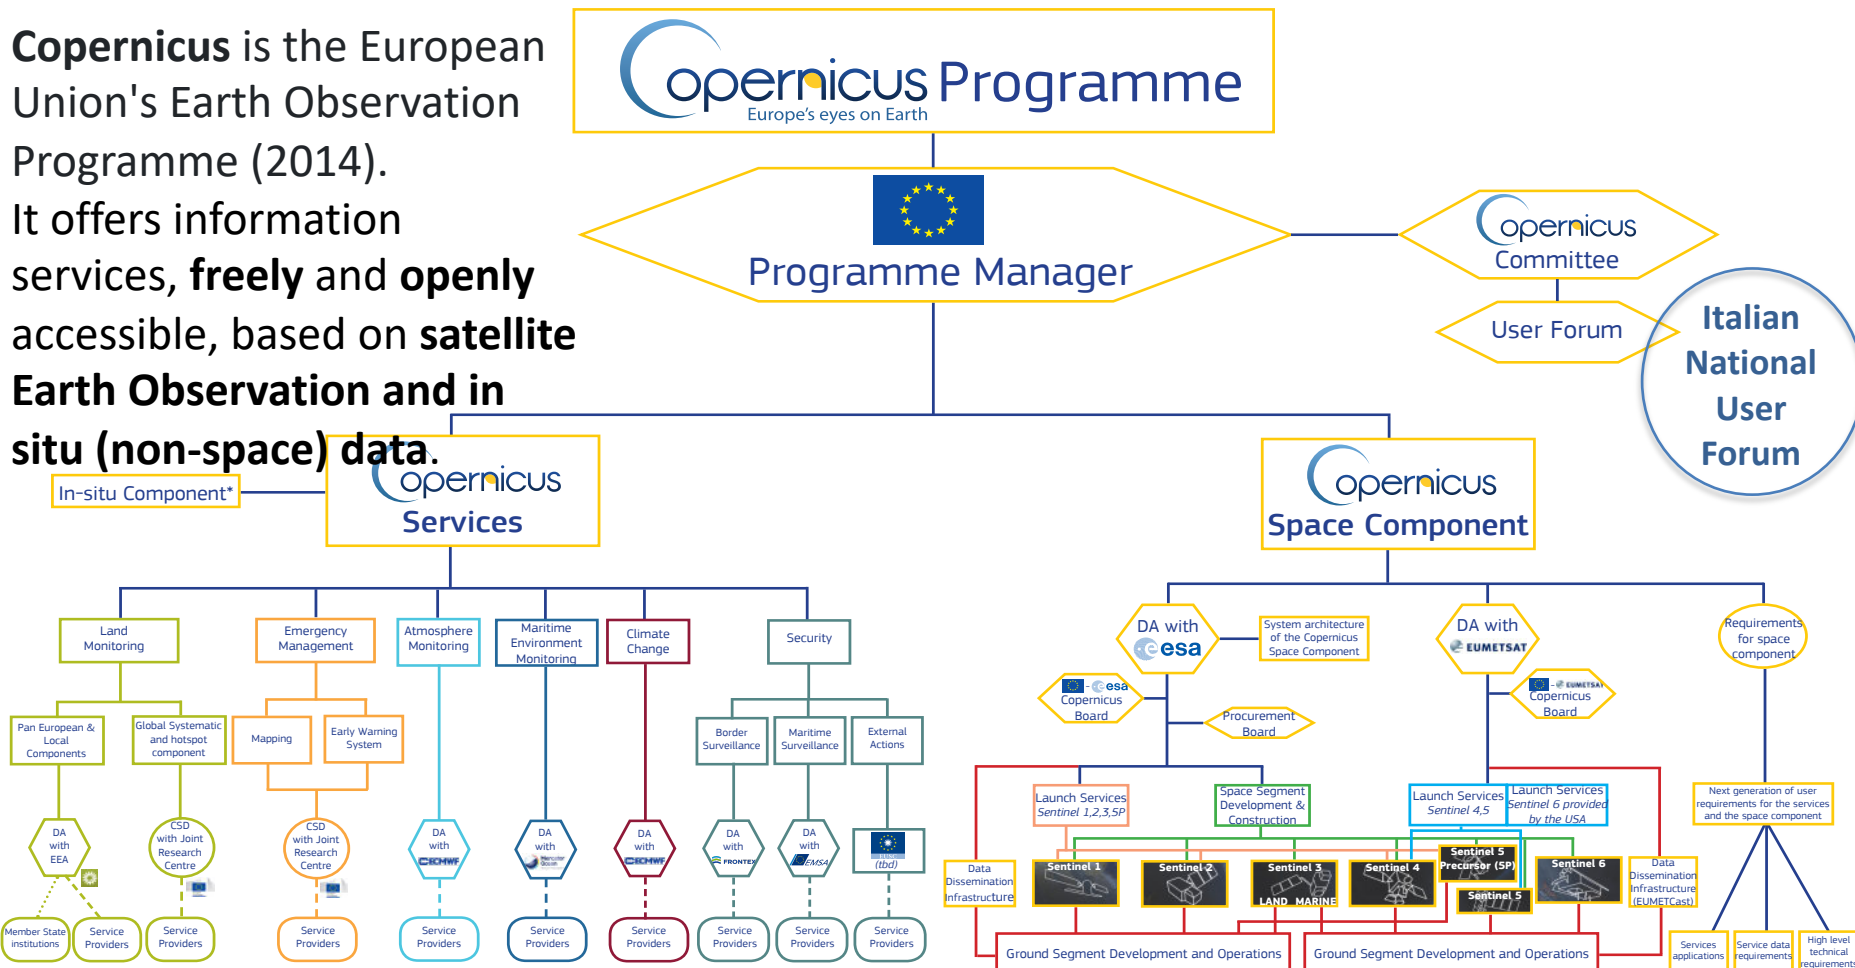 Copernicus is the European
Union's Earth Observation
Programme (2014).
It offers information
services, freely and openly
accessible, based on satellite
Earth Observation and in
situ (non-space) data.
Copernicus Programme
Europe's eyes on Earth
Programme Manager
Copernicus
Committee
User Forum
Italian
National
User
Forum
In-situ Component*
Copernicus
Services
Copernicus
Space Component
Land
Monitoring
Emergency
Management
Atmosphere
Monitoring
Maritime
Environment
Monitoring
Climate
Change
Security
Pan European &
Local
Components
Global Systematic
and hotspot
component
Mapping
Early Warning
System
Border
Surveillance
Maritime
Surveillance
External
Actions
DA
with
EEA
CSD
with Joint
Research
Centre
CSD
with Joint
Research
Centre
DA
with
ECMWF
DA
with
Mercator
Ocean
DA
with
ECMWF
DA
with
FRONTEX
DA
with
EMSA
(tbd)
Member State
institutions
Service
Providers
Service
Providers
Service
Providers
Service
Providers
Service
Providers
Service
Providers
Service
Providers
Service
Providers
Service
Providers
DA with
esa
System architecture
of the Copernicus
Space Component
DA with
EUMETSAT
Requirements
for space
component
- esa
Copernicus
Board
Procurement
Board
- EUMETSAT
Copernicus
Board
Launch Services
Sentinel 1,2,3,5P
Space Segment
Development &
Construction
Launch Services
Sentinel 4,5
Launch Services
Sentinel 6 provided
by the USA
Next generation of user
requirements for the services
and the space component
Data
Dissemination
Infrastructure
Sentinel 1
Sentinel 2
Sentinel 3
LAND MARINE
Sentinel 4
Sentinel 5
Precursor (5P)
Sentinel 5
Sentinel 6
Data
Dissemination
Infrastructure
(EUMETCast)
Ground Segment Development and Operations
Ground Segment Development and Operations
Services
applications
Service data
requirements
High level
technical
requirements